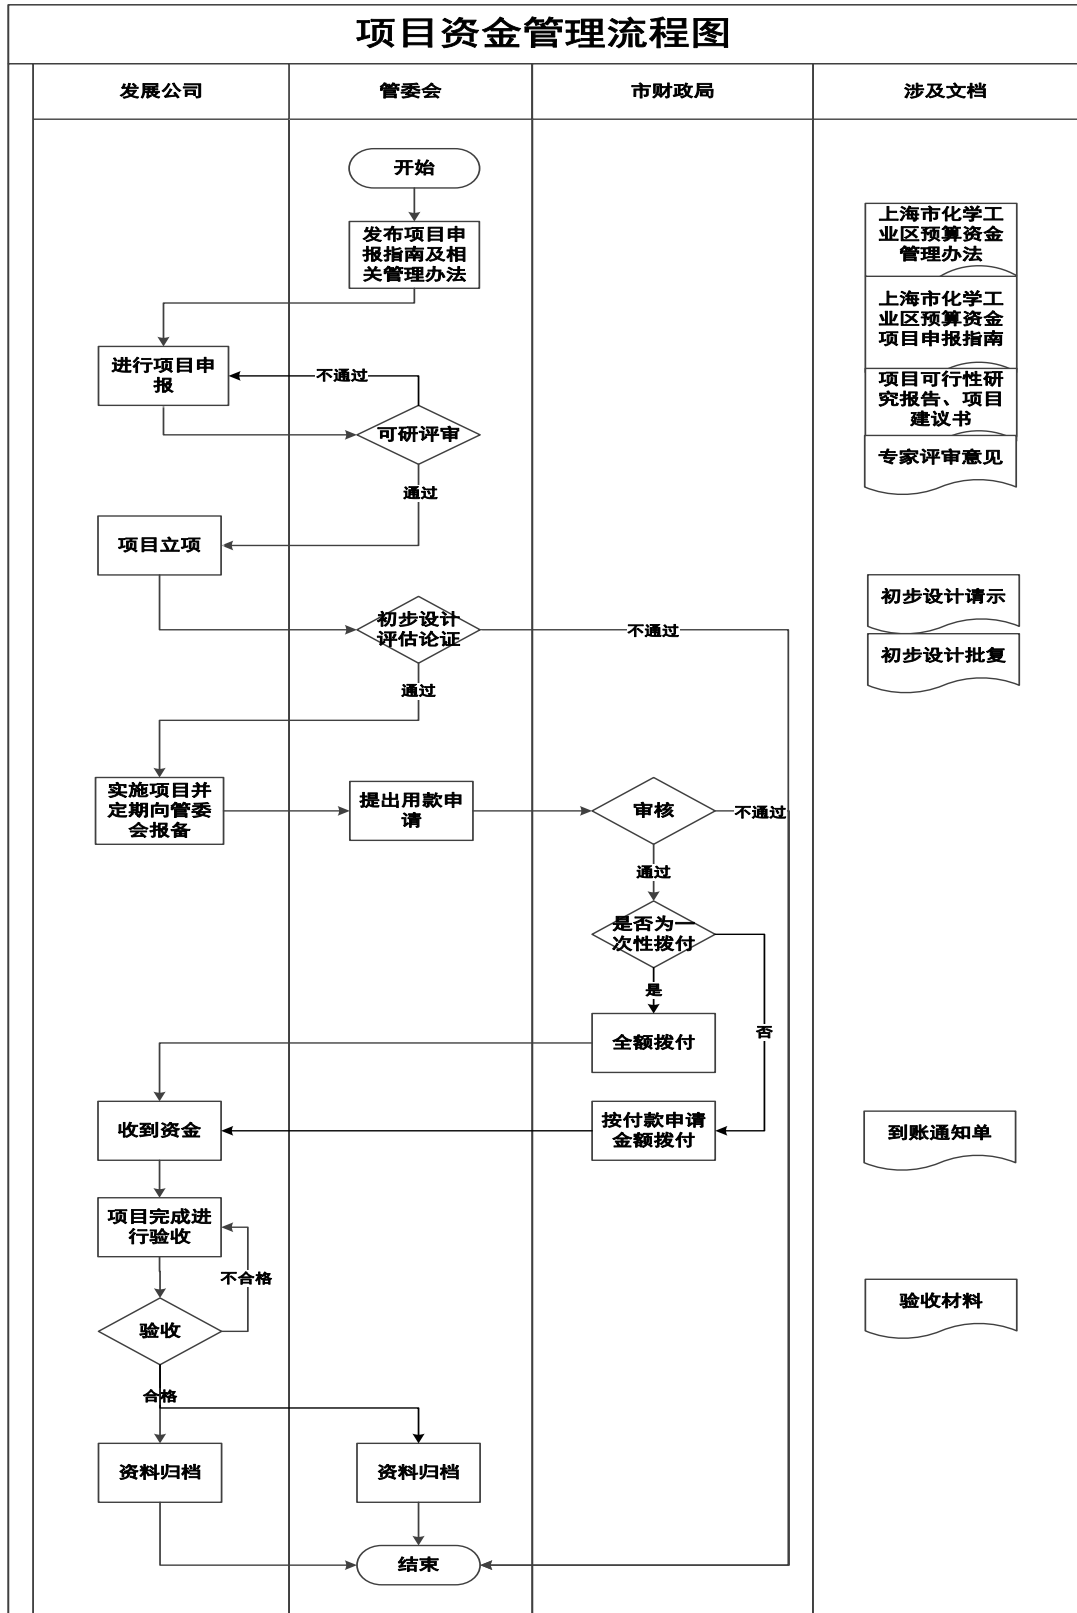 项目资金管理流程图
发展公司
管委会
市财政局
涉及文档
开始
发布项目申
报指南及相
关管理办法
上海市化学工
业区预算资金
管理办法
上海市化学工
业区预算资金
项目申报指南
进行项目申
报
不通过
项目可行性研
究报告、项目
建议书
可研评审
专家评审意见
通过
项目立项
初步设计
评估论证
不通过
初步设计请示
初步设计批复
通过
实施项目并
定期向管委
会报备
提出用款申
请
审核
不通过
通过
是否为一
次性拨付
是
否
全额拨付
收到资金
按付款申请
金额拨付
到账通知单
项目完成进
行验收
不合格
验收
验收材料
合格
资料归档
资料归档
结束